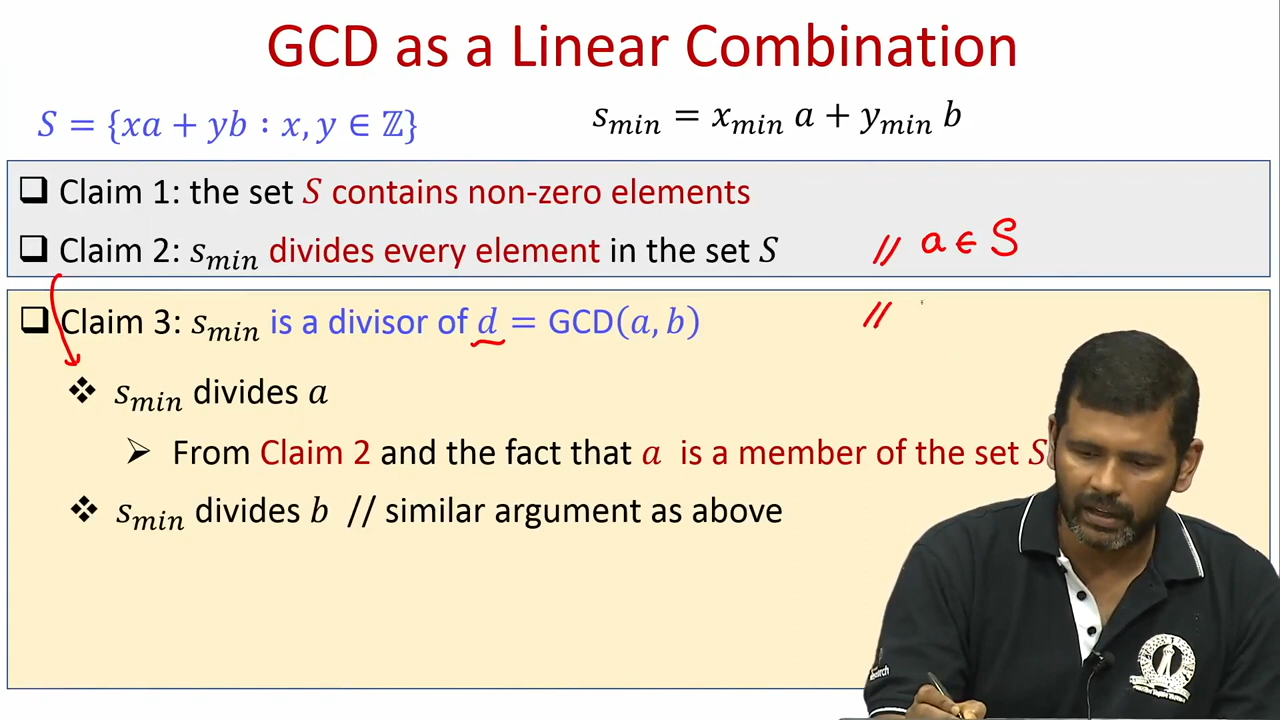 GCD as a Linear Combination
S = {xa + yb : x, y ∈ ℤ}
s_min = x_min a + y_min b
❑ Claim 1: the set S contains non-zero elements
❑ Claim 2: s_min divides every element in the set S // a ∈ S
❑ Claim 3: s_min is a divisor of d = GCD(a, b) //
❖ s_min divides a
➢ From Claim 2 and the fact that a is a member of the set S
❖ s_min divides b // similar argument as above